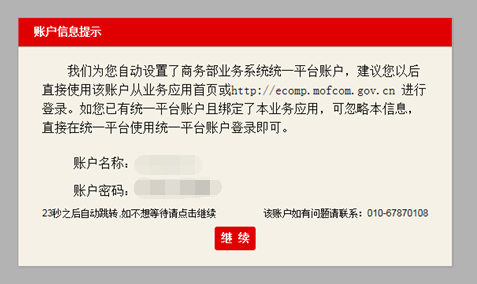 账户信息提示
我们为您自动设置了商务部业务系统统一平台账户，建议您以后
直接使用该账户从业务应用首页或http://ecomp.mofcom.gov.cn 进行
登录。如您已有统一平台账户且绑定了本业务应用，可忽略本信息，
直接在统一平台使用统一平台账户登录即可。
账户名称：
账户密码：
23秒之后自动跳转,如不想等待请点击继续 该账户如有问题请联系：010-67870108
继 续